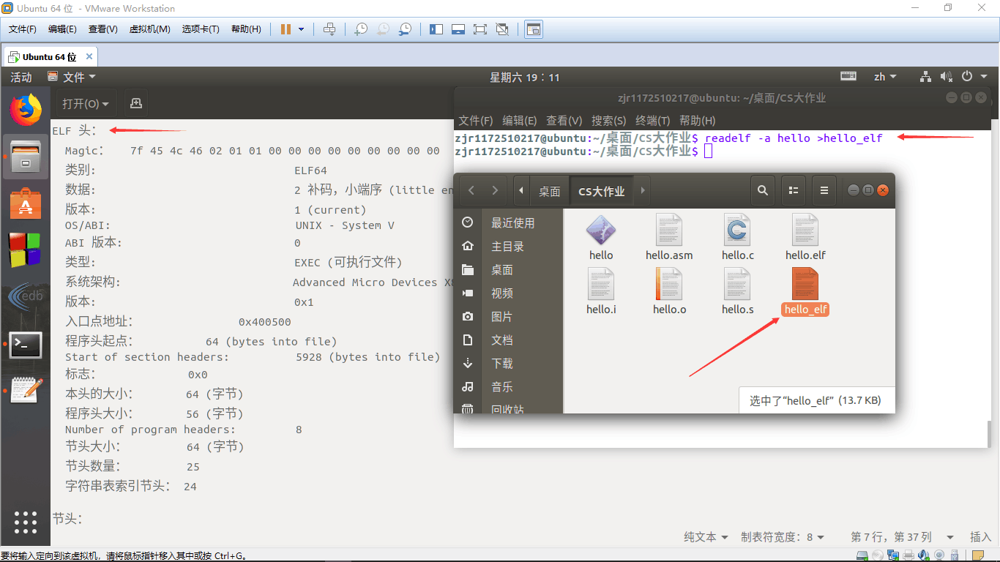 Ubuntu 64 位 - VMware Workstation
文件(F) 编辑(E) 查看(V) 虚拟机(M) 选项卡(T) 帮助(H)
Ubuntu 64 位
活动 文件 星期六 19：11 zh
打开(O)
ELF 头：
Magic： 7f 45 4c 46 02 01 01 00 00 00 00 00 00 00 00 00
类别: ELF64
数据: 2 补码，小端序 (little en
版本: 1 (current)
OS/ABI: UNIX - System V
ABI 版本: 0
类型: EXEC (可执行文件)
系统架构: Advanced Micro Devices X8
版本: 0x1
入口点地址： 0x400500
程序头起点： 64 (bytes into file)
Start of section headers: 5928 (bytes into file)
标志： 0x0
本头的大小： 64 (字节)
程序头大小： 56 (字节)
Number of program headers: 8
节头大小： 64 (字节)
节头数量： 25
字符串表索引节头： 24
节头：
zjr1172510217@ubuntu: ~/桌面/CS大作业
文件(F) 编辑(E) 查看(V) 搜索(S) 终端(T) 帮助(H)
zjr1172510217@ubuntu:~/桌面/CS大作业$ readelf -a hello >hello_elf
zjr1172510217@ubuntu:~/桌面/CS大作业$
桌面 CS大作业
最近使用
主目录
桌面
视频
图片
文档
下载
音乐
回收站
hello hello.asm hello.c hello.elf
hello.i hello.o hello.s hello_elf
选中了“hello_elf” (13.7 KB)
edb
纯文本 制表符宽度：8 第 7 行，第 37 列 插入
要将输入定向到该虚拟机，请将鼠标指针移入其中或按 Ctrl+G。